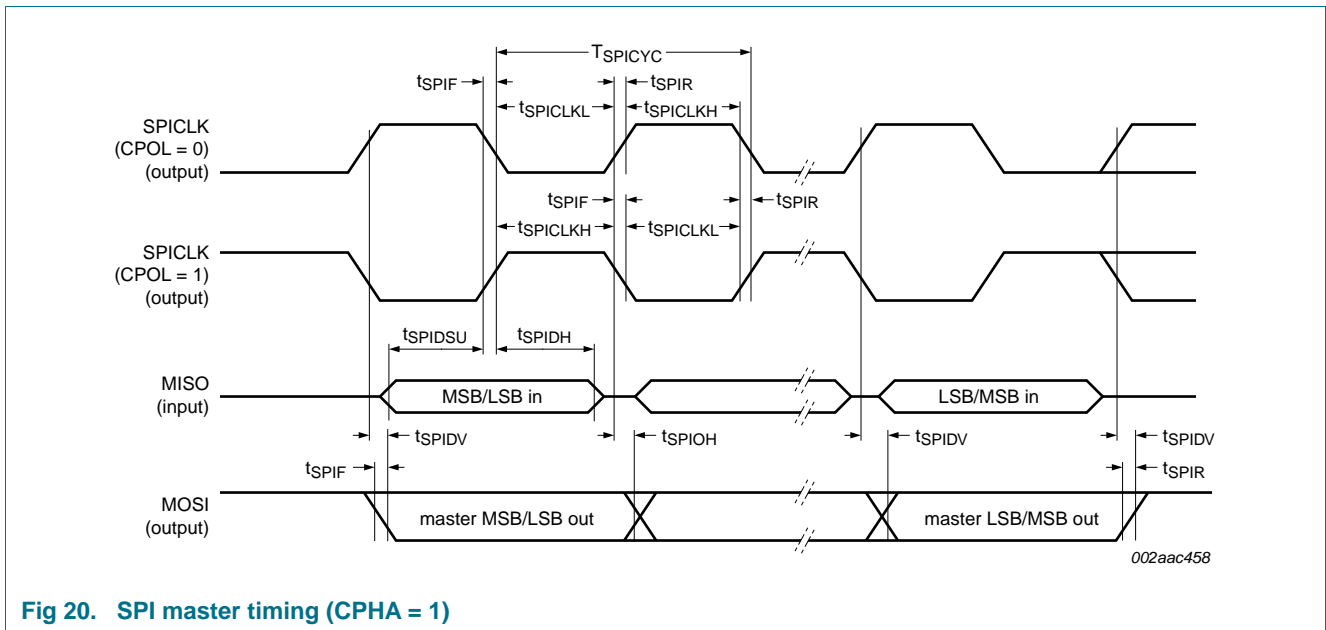 TSPICYC
tSPIF
tSPIR
tSPICLKL
tSPICLKH
SPICLK
(CPOL = 0)
(output)
tSPIF
tSPIR
tSPICLKH
tSPICLKL
SPICLK
(CPOL = 1)
(output)
tSPIDSU
tSPIDH
MISO
(input)
MSB/LSB in
LSB/MSB in
tSPIDV
tSPIOH
tSPIDV
tSPIDV
tSPIF
tSPIR
MOSI
(output)
master MSB/LSB out
master LSB/MSB out
002aac458
Fig 20. SPI master timing (CPHA = 1)